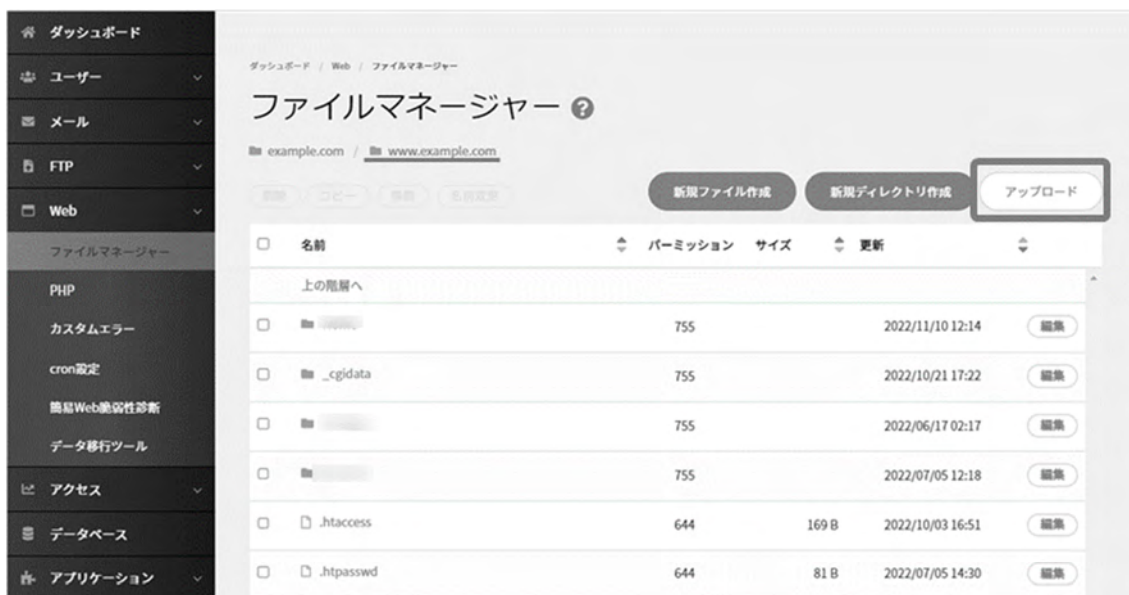 ダッシュボード
ユーザー
メール
FTP
Web
ファイルマネージャー
PHP
カスタムエラー
cron設定
簡易Web脆弱性診断
データ移行ツール
アクセス
データベース
アプリケーション
ダッシュボード / Web / ファイルマネージャー
ファイルマネージャー ?
example.com / www.example.com
削除 コピー 移動 名前変更 新規ファイル作成 新規ディレクトリ作成 アップロード
名前 パーミッション サイズ 更新
上の階層へ
755 2022/11/10 12:14 編集
_cgidata 755 2022/10/21 17:22 編集
755 2022/06/17 02:17 編集
755 2022/07/05 12:18 編集
.htaccess 644 169 B 2022/10/03 16:51 編集
.htpasswd 644 81 B 2022/07/05 14:30 編集